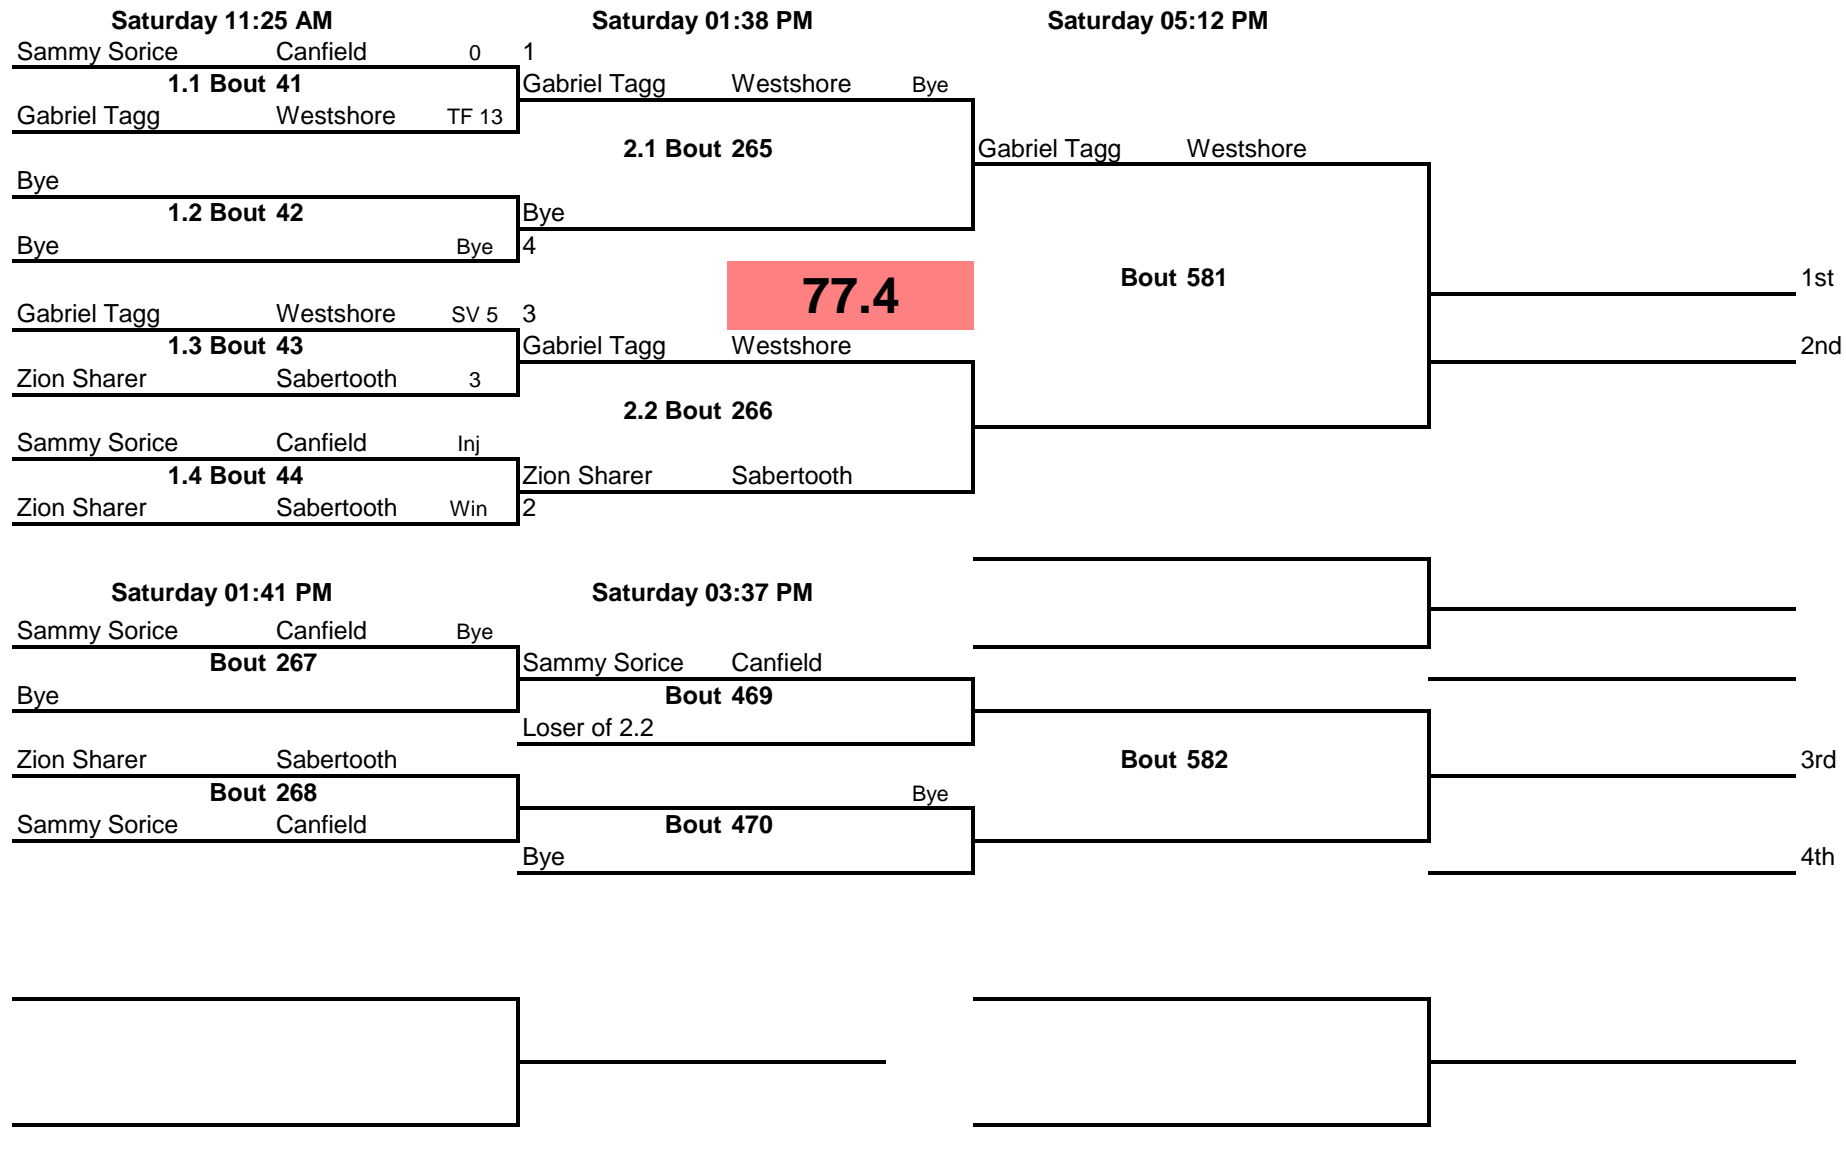 Saturday 11:25 AM Saturday 01:38 PM Saturday 05:12 PM
Sammy Sorice Canfield 0 1
1.1 Bout 41 Gabriel Tagg Westshore Bye
Gabriel Tagg Westshore TF 13
2.1 Bout 265 Gabriel Tagg Westshore
Bye
1.2 Bout 42 Bye
Bye Bye 4
77.4 Bout 581 1st
Gabriel Tagg Westshore SV 5 3
1.3 Bout 43 Gabriel Tagg Westshore 2nd
Zion Sharer Sabertooth 3
2.2 Bout 266
Sammy Sorice Canfield Inj
1.4 Bout 44 Zion Sharer Sabertooth
Zion Sharer Sabertooth Win 2
Saturday 01:41 PM Saturday 03:37 PM
Sammy Sorice Canfield Bye
Bout 267 Sammy Sorice Canfield
Bye Bout 469
Loser of 2.2
Zion Sharer Sabertooth Bout 582 3rd
Bout 268 Bye
Sammy Sorice Canfield Bout 470
Bye 4th